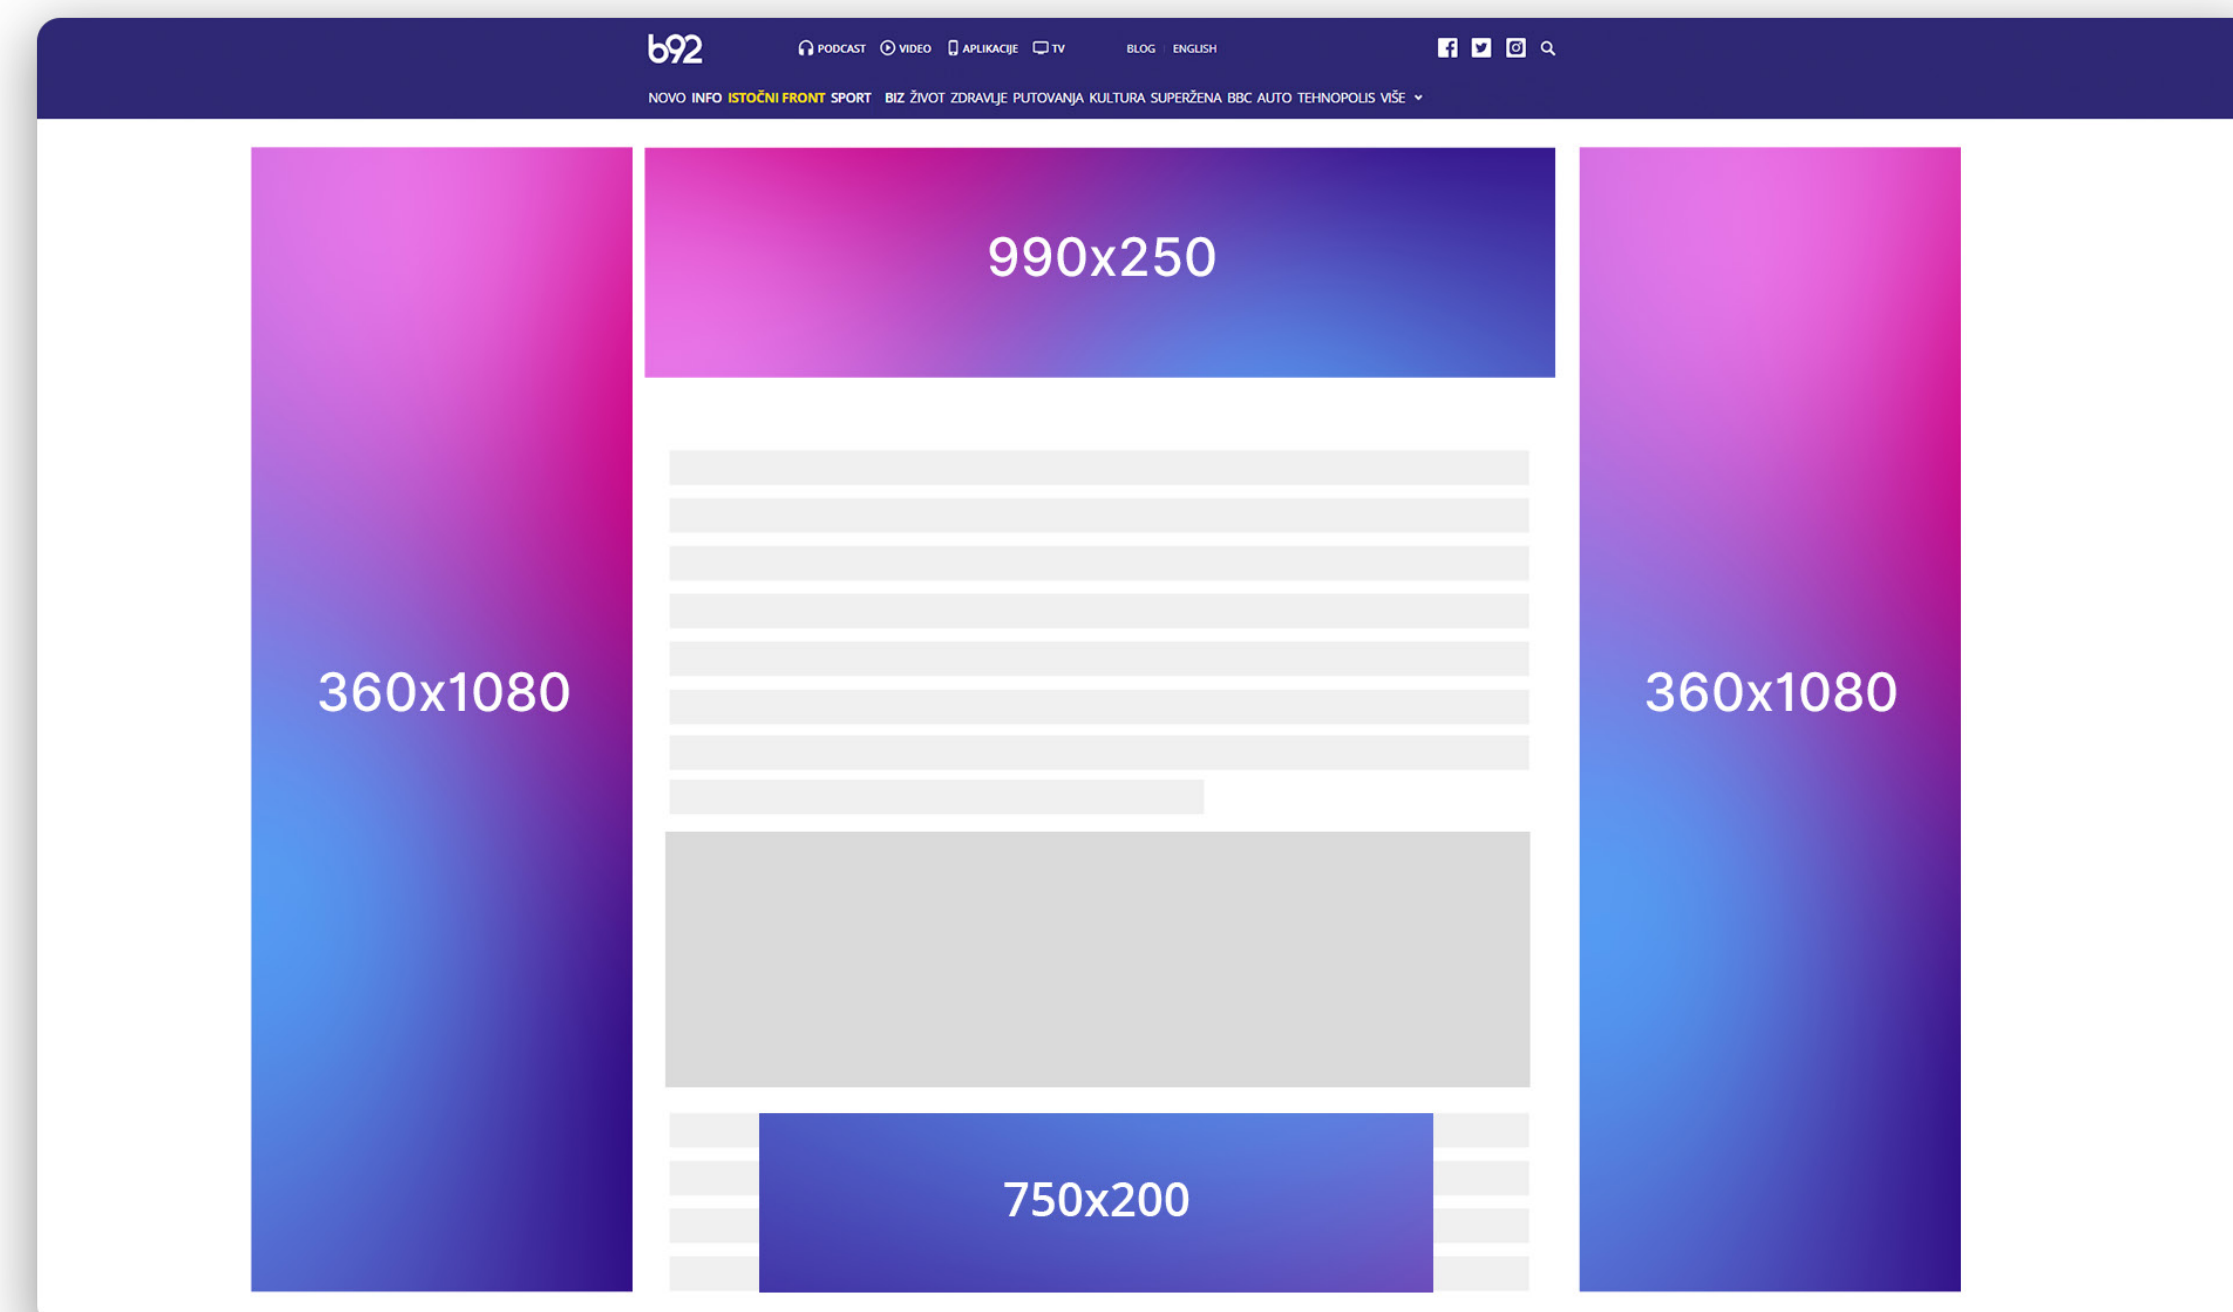 b92 PODCAST VIDEO APLIKACIJE TV BLOG ENGLISH
NOVO INFO ISTOČNI FRONT SPORT BIZ ŽIVOT ZDRAVLJE PUTOVANJA KULTURA SUPERŽENA BBC AUTO TEHNOPOLIS VIŠE
990x250
360x1080
360x1080
750x200